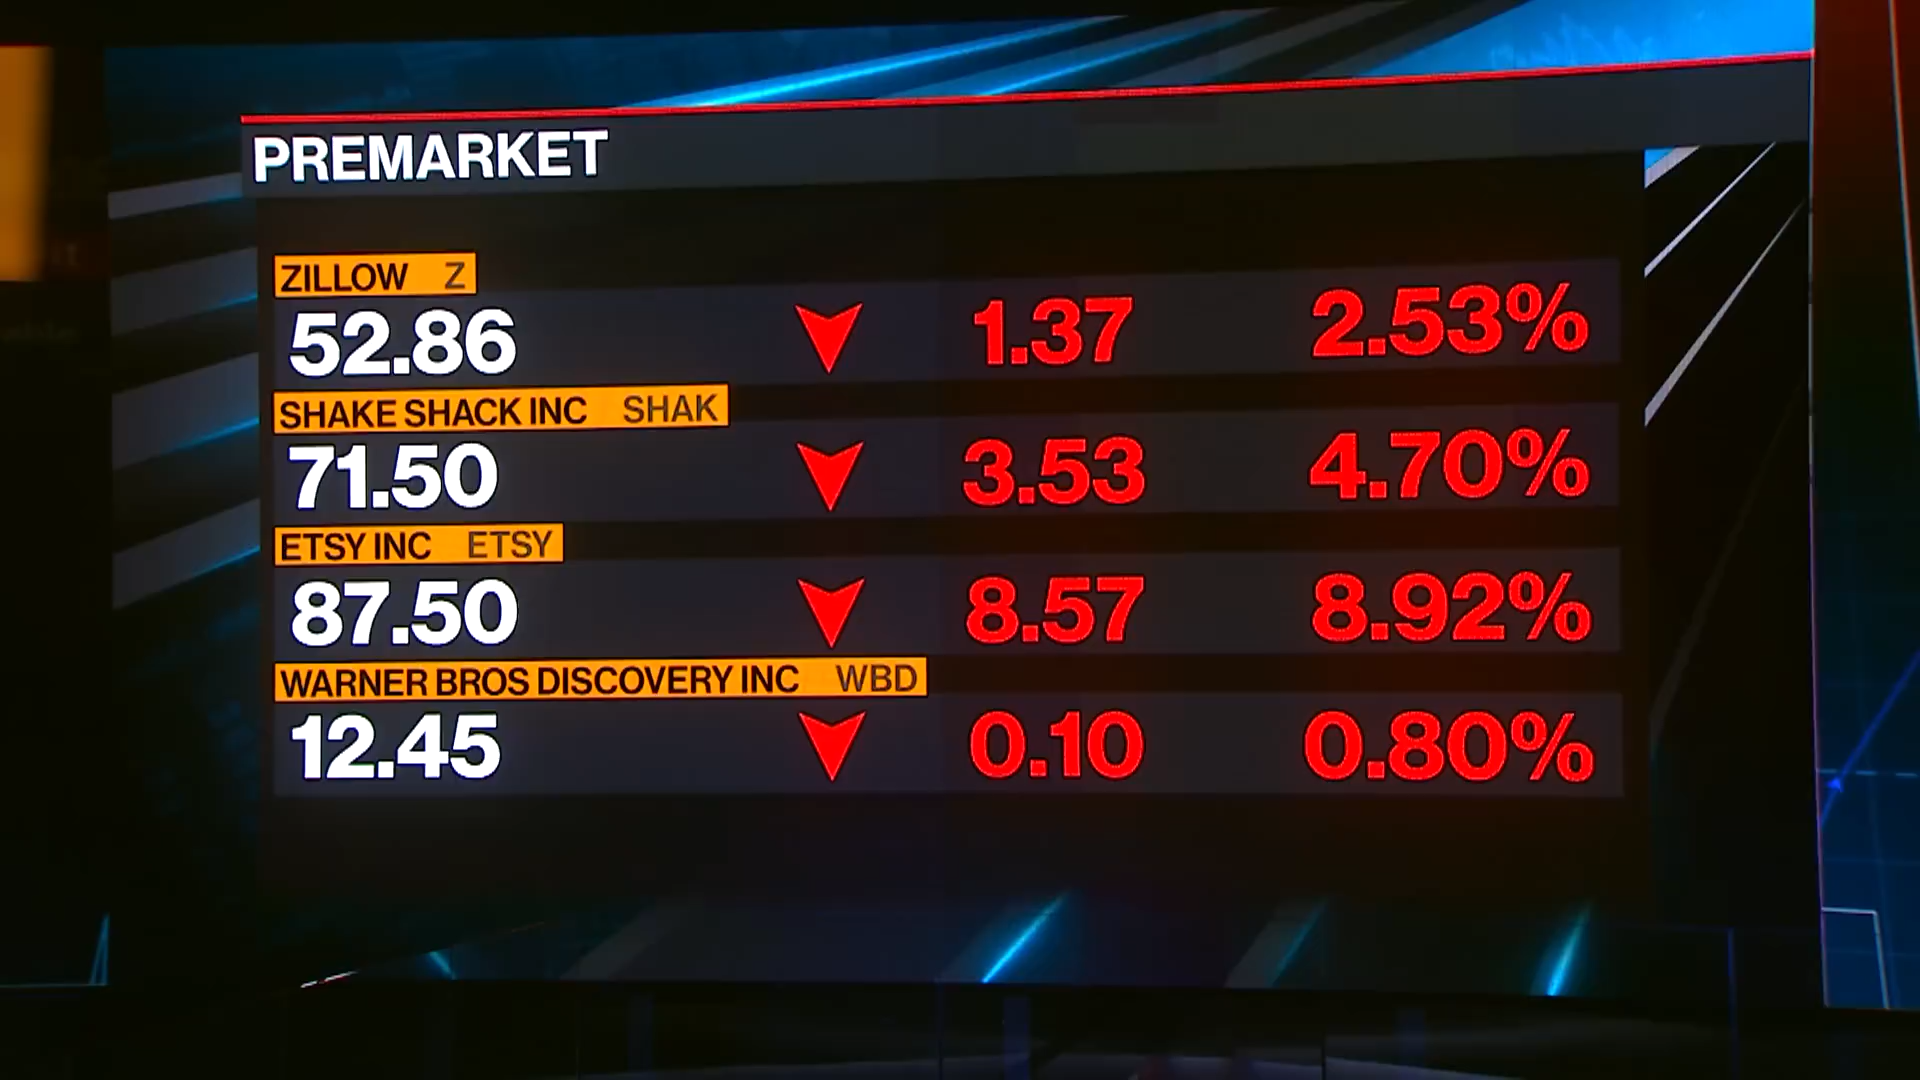 PREMARKET
ZILLOW Z
52.86 1.37 2.53%
SHAKE SHACK INC SHAK
71.50 3.53 4.70%
ETSY INC ETSY
87.50 8.57 8.92%
WARNER BROS DISCOVERY INC WBD
12.45 0.10 0.80%